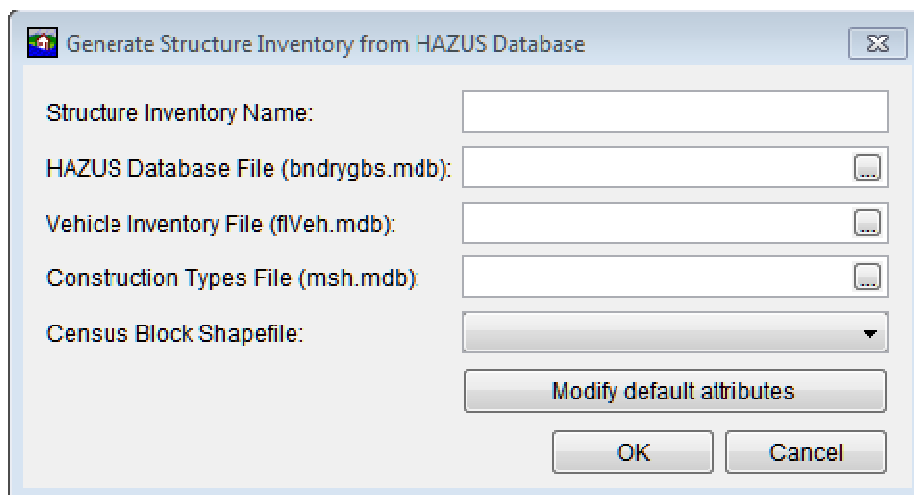 Generate Structure Inventory from HAZUS Database
Structure Inventory Name:
HAZUS Database File (bndrygbs.mdb):
...
Vehicle Inventory File (flVeh.mdb):
...
Construction Types File (msh.mdb):
...
Census Block Shapefile:
Modify default attributes
OK Cancel